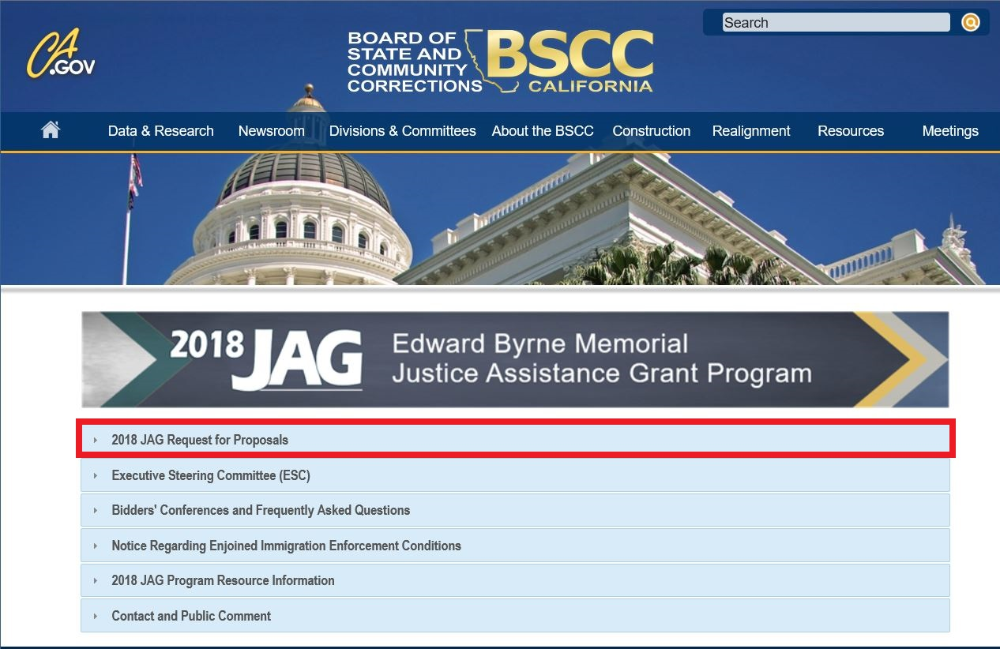 CA
.GOV
Search
BOARD OF
STATE AND
COMMUNITY
CORRECTIONS
BSCC
CALIFORNIA
Data & Research Newsroom Divisions & Committees About the BSCC Construction Realignment Resources Meetings
2018 JAG
Edward Byrne Memorial
Justice Assistance Grant Program
2018 JAG Request for Proposals
Executive Steering Committee (ESC)
Bidders' Conferences and Frequently Asked Questions
Notice Regarding Enjoined Immigration Enforcement Conditions
2018 JAG Program Resource Information
Contact and Public Comment